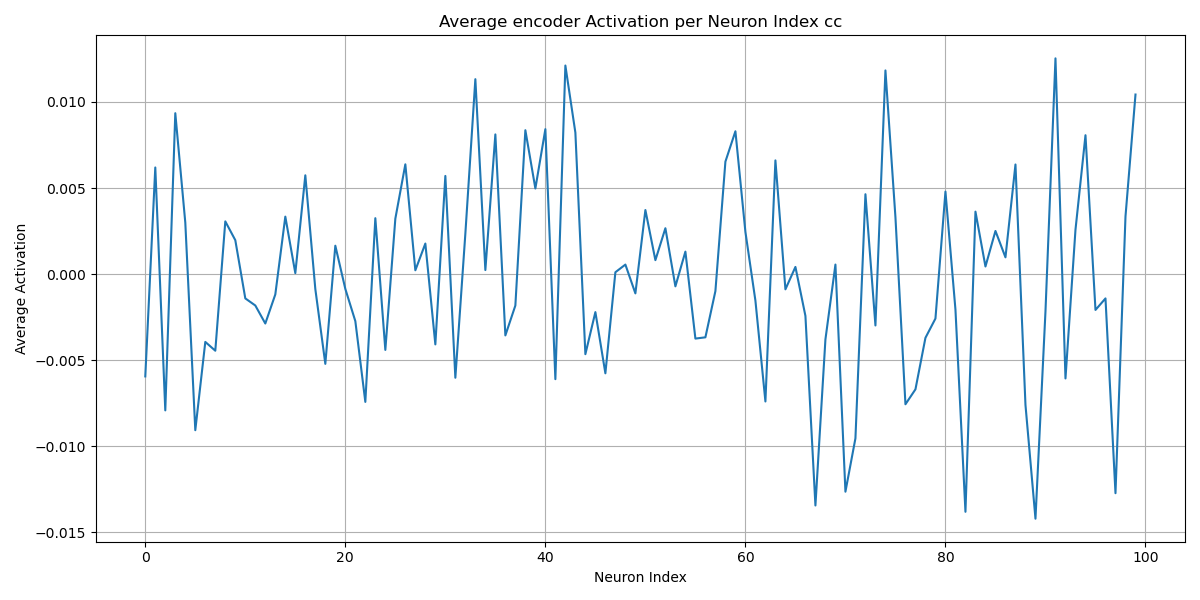 Average encoder Activation per Neuron Index cc
Average Activation
0.010
0.005
0.000
−0.005
−0.010
−0.015
0 20 40 60 80 100
Neuron Index